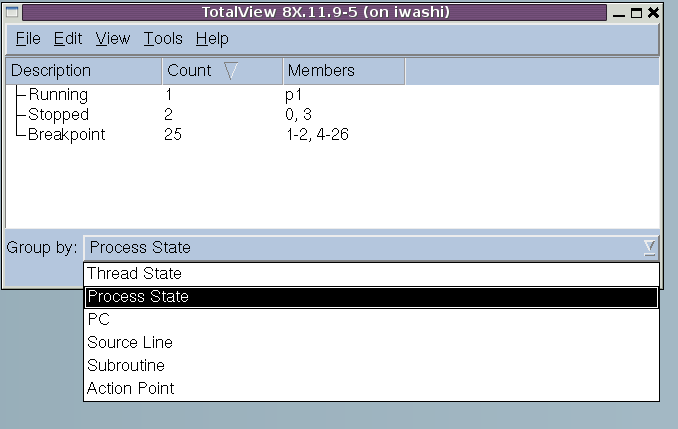 TotalView 8X.11.9-5 (on iwashi)
File Edit View Tools Help
Description Count Members
Running 1 p1
Stopped 2 0, 3
Breakpoint 25 1-2, 4-26
Group by: Process State
Thread State
Process State
PC
Source Line
Subroutine
Action Point